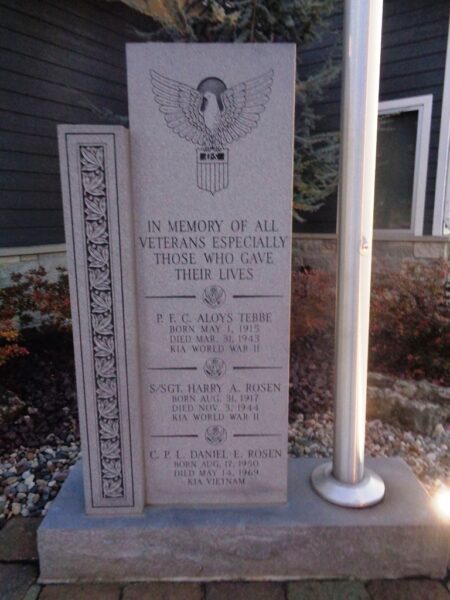 US
IN MEMORY OF ALL
VETERANS ESPECIALLY
THOSE WHO GAVE
THEIR LIVES
P. F. C. ALOYS TEBBE
BORN MAY 1, 1915
DIED MAR. 31, 1943
KIA WORLD WAR II
S/SGT. HARRY A. ROSEN
BORN AUG. 31, 1917
DIED NOV. 3, 1944
KIA WORLD WAR II
C. P. L. DANIEL E. ROSEN
BORN AUG. 17, 1950
DIED MAY 14, 1969
KIA VIETNAM